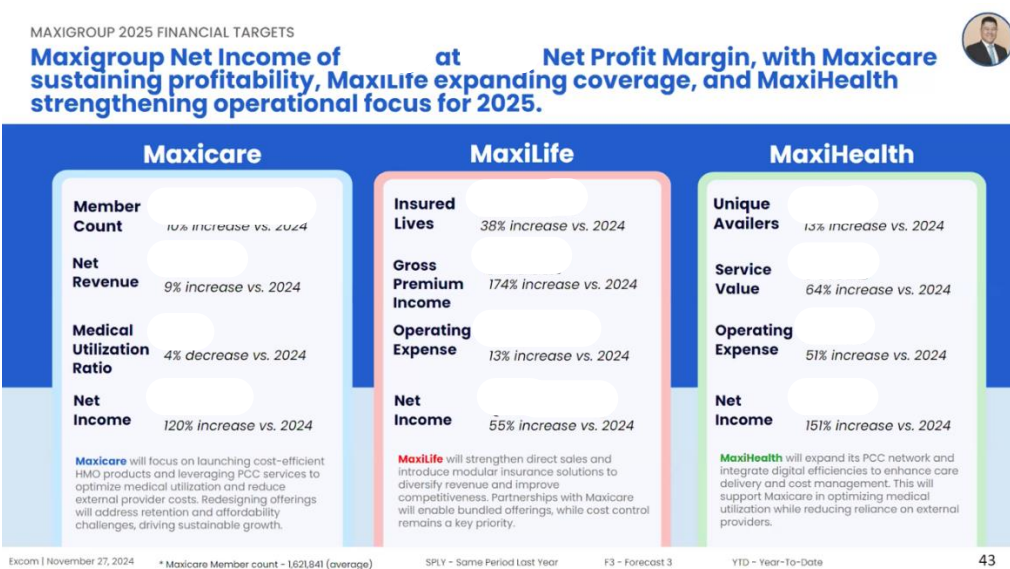 MAXIGROUP 2025 FINANCIAL TARGETS
Maxigroup Net Income of at Net Profit Margin, with Maxicare
sustaining profitability, MaxiLife expanding coverage, and MaxiHealth
strengthening operational focus for 2025.
Maxicare
Member
Count
10% increase vs. 2024
Net
Revenue
9% increase vs. 2024
Medical
Utilization
Ratio
4% decrease vs. 2024
Net
Income
120% increase vs. 2024
Maxicare will focus on launching cost-efficient
HMO products and leveraging PCC services to
optimize medical utilization and reduce
external provider costs. Redesigning offerings
will address retention and affordability
challenges, driving sustainable growth.
MaxiLife
Insured
Lives
38% increase vs. 2024
Gross
Premium
Income
174% increase vs. 2024
Operating
Expense
13% increase vs. 2024
Net
Income
55% increase vs. 2024
MaxiLife will strengthen direct sales and
introduce modular insurance solutions to
diversify revenue and improve
competitiveness. Partnerships with Maxicare
will enable bundled offerings, while cost control
remains a key priority.
MaxiHealth
Unique
Availers
13% increase vs. 2024
Service
Value
64% increase vs. 2024
Operating
Expense
51% increase vs. 2024
Net
Income
151% increase vs. 2024
MaxiHealth will expand its PCC network and
integrate digital efficiencies to enhance care
delivery and cost management. This will
support Maxicare in optimizing medical
utilization while reducing reliance on external
providers.
Excom | November 27, 2024
* Maxicare Member count - 1,621,841 (average)
SPLY - Same Period Last Year
F3 - Forecast 3
YTD - Year-To-Date
43